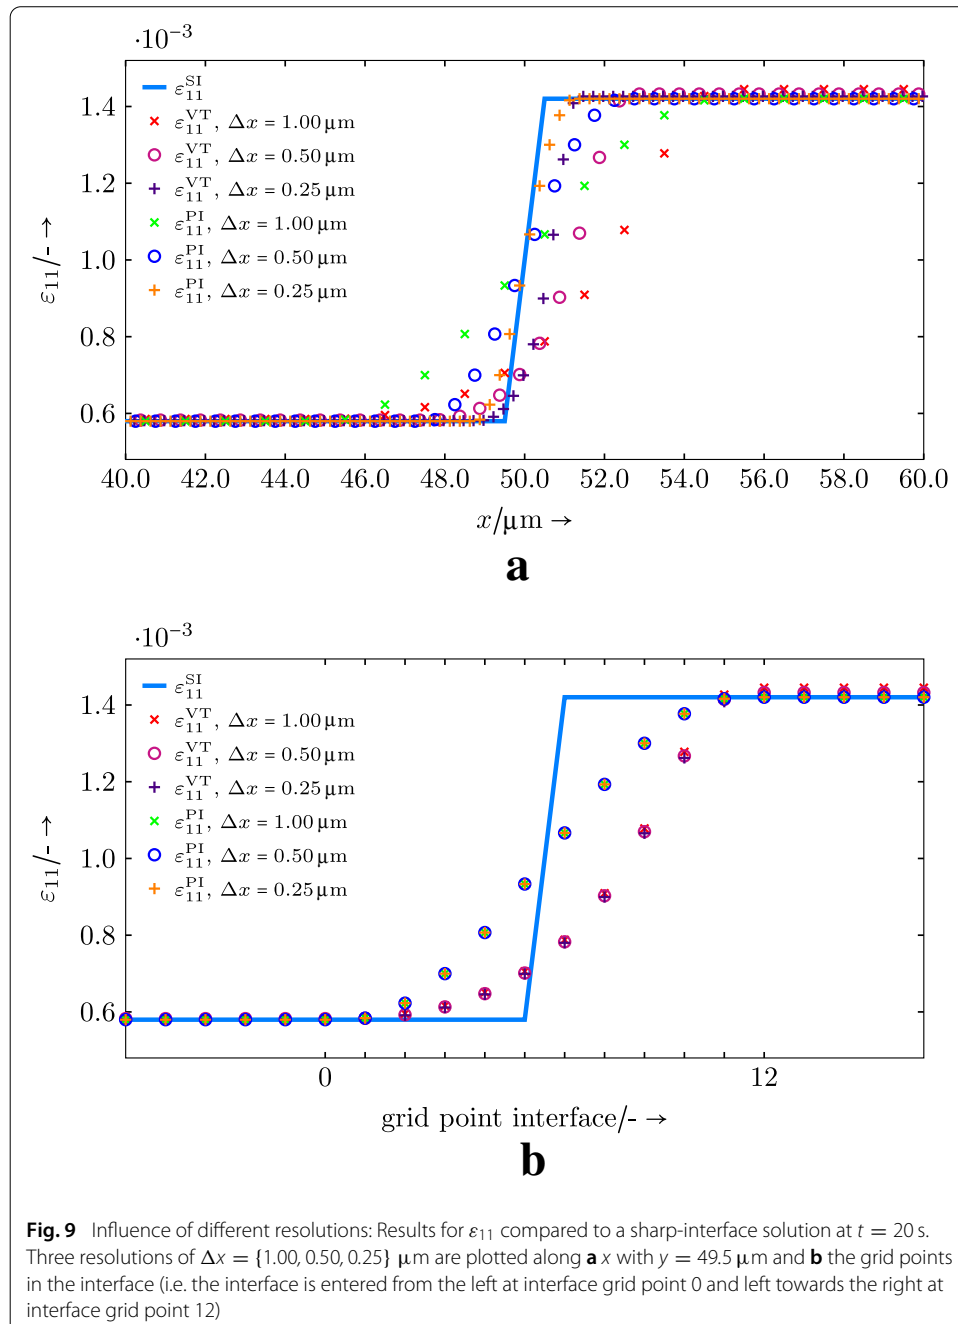 ·10⁻³
ε₁₁/- →
1.4
1.2
1.0
0.8
0.6
ε₁₁^SI
ε₁₁^VT, Δx = 1.00 µm
ε₁₁^VT, Δx = 0.50 µm
ε₁₁^VT, Δx = 0.25 µm
ε₁₁^PI, Δx = 1.00 µm
ε₁₁^PI, Δx = 0.50 µm
ε₁₁^PI, Δx = 0.25 µm
40.0 42.0 44.0 46.0 48.0 50.0 52.0 54.0 56.0 58.0 60.0
x/µm →
a
·10⁻³
ε₁₁/- →
1.4
1.2
1.0
0.8
0.6
ε₁₁^SI
ε₁₁^VT, Δx = 1.00 µm
ε₁₁^VT, Δx = 0.50 µm
ε₁₁^VT, Δx = 0.25 µm
ε₁₁^PI, Δx = 1.00 µm
ε₁₁^PI, Δx = 0.50 µm
ε₁₁^PI, Δx = 0.25 µm
0 12
grid point interface/- →
b
Fig. 9 Influence of different resolutions: Results for ε₁₁ compared to a sharp-interface solution at t = 20 s.
Three resolutions of Δx = {1.00, 0.50, 0.25} µm are plotted along a x with y = 49.5 µm and b the grid points
in the interface (i.e. the interface is entered from the left at interface grid point 0 and left towards the right at
interface grid point 12)